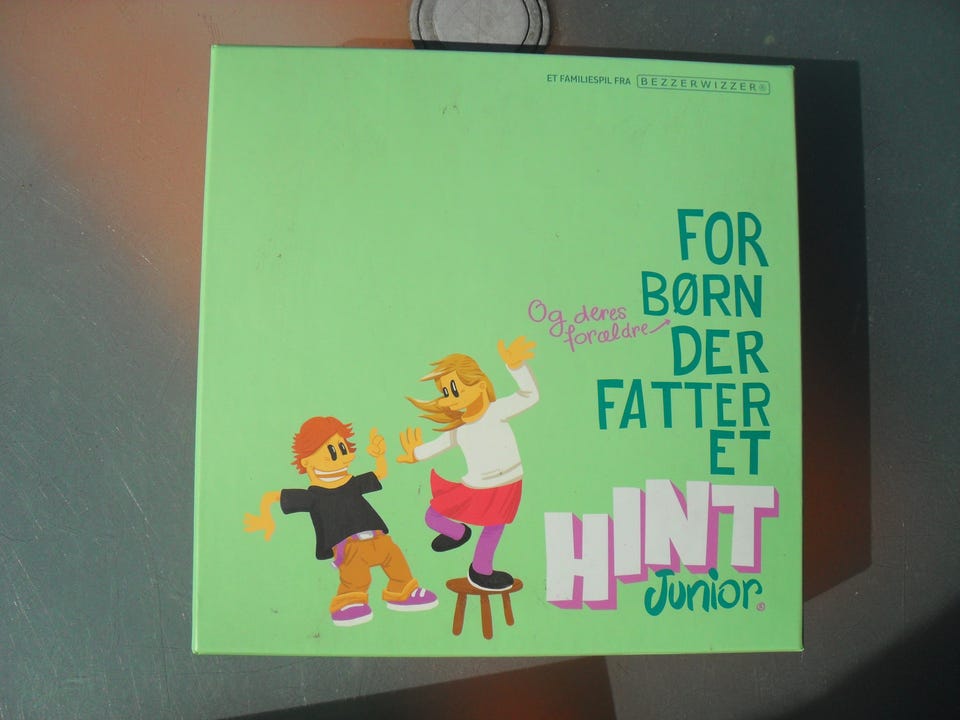 ET FAMILIESPIL FRA BEZZERWIZZER®
FOR
BØRN
Og deres
forældre
DER
FATTER
ET
HINT
Junior®